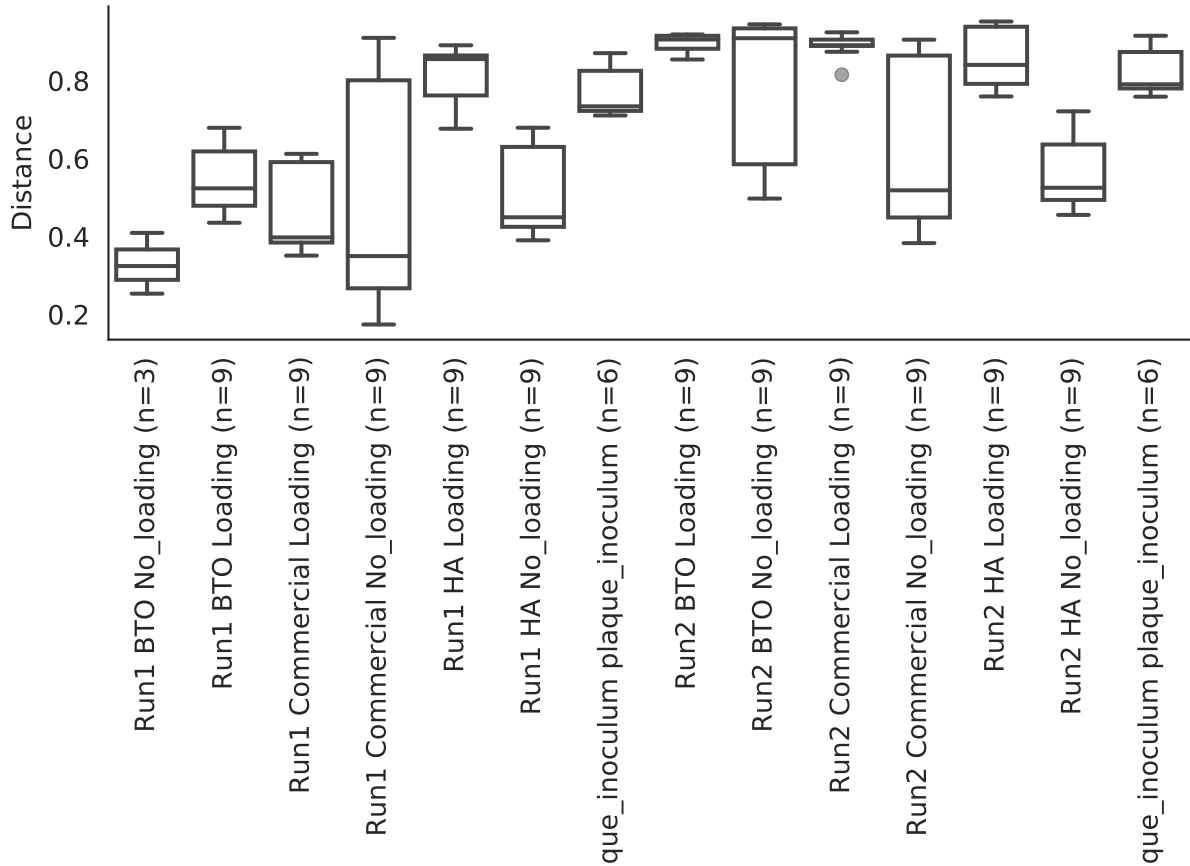 Distance
0.8
0.6
0.4
0.2
Run1 BTO No_loading (n=3)
Run1 BTO Loading (n=9)
Run1 Commercial Loading (n=9)
Run1 Commercial No_loading (n=9)
Run1 HA Loading (n=9)
Run1 HA No_loading (n=9)
que_inoculum plaque_inoculum (n=6)
Run2 BTO Loading (n=9)
Run2 BTO No_loading (n=9)
Run2 Commercial Loading (n=9)
Run2 Commercial No_loading (n=9)
Run2 HA Loading (n=9)
Run2 HA No_loading (n=9)
que_inoculum plaque_inoculum (n=6)